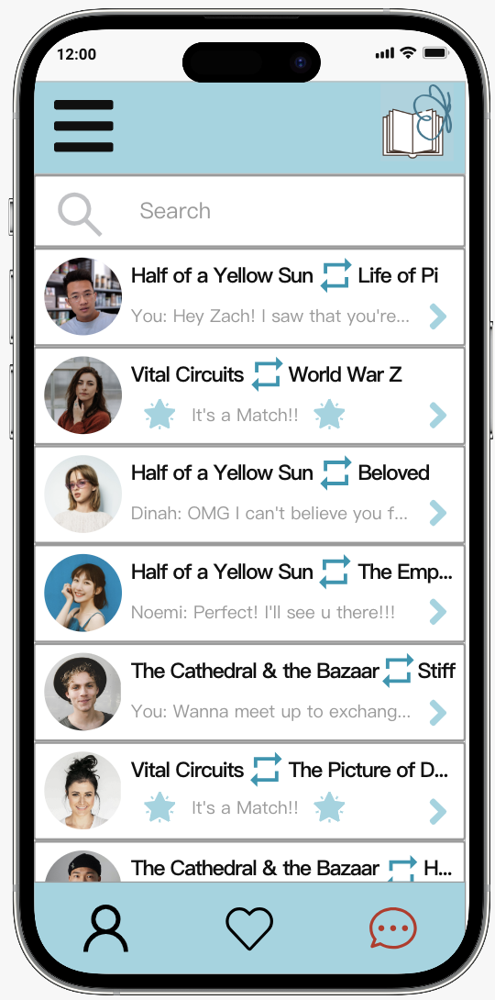 12:00
Search
Half of a Yellow Sun Life of Pi
You: Hey Zach! I saw that you're...
Vital Circuits World War Z
It's a Match!!
Half of a Yellow Sun Beloved
Dinah: OMG I can't believe you f...
Half of a Yellow Sun The Emp...
Noemi: Perfect! I'll see u there!!!
The Cathedral & the Bazaar Stiff
You: Wanna meet up to exchang...
Vital Circuits The Picture of D...
It's a Match!!
The Cathedral & the Bazaar H...